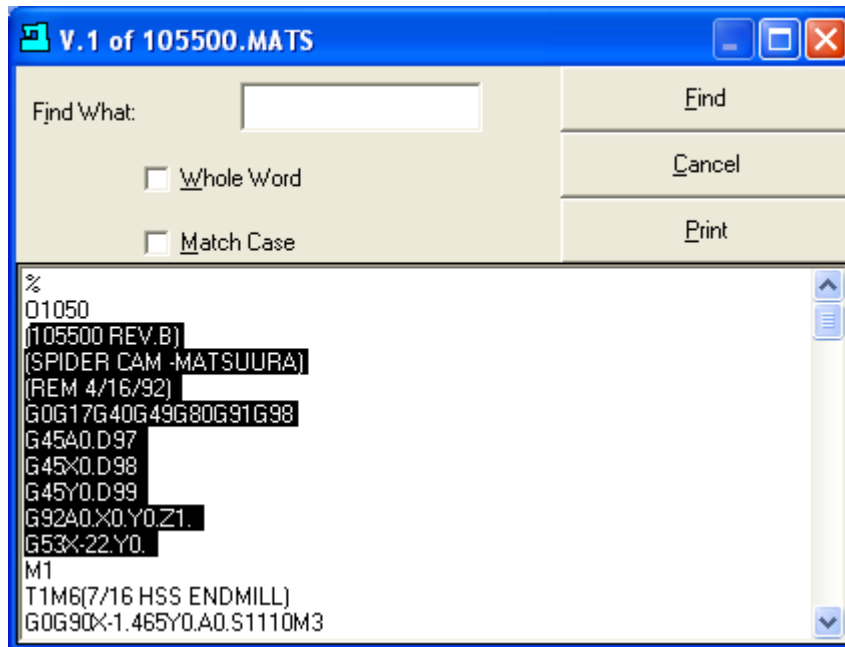 V.1 of 105500.MATS
Find What:
Find
Whole Word
Cancel
Match Case
Print
%
O1050
(105500 REV.B)
(SPIDER CAM -MATSUURA)
(REM 4/16/92)
G0G17G40G49G80G91G98
G45A0.D97
G45X0.D98
G45Y0.D99
G92A0.X0.Y0.Z1.
G53X-22.Y0.
M1
T1M6(7/16 HSS ENDMILL)
G0G90X-1.465Y0.A0.S1110M3